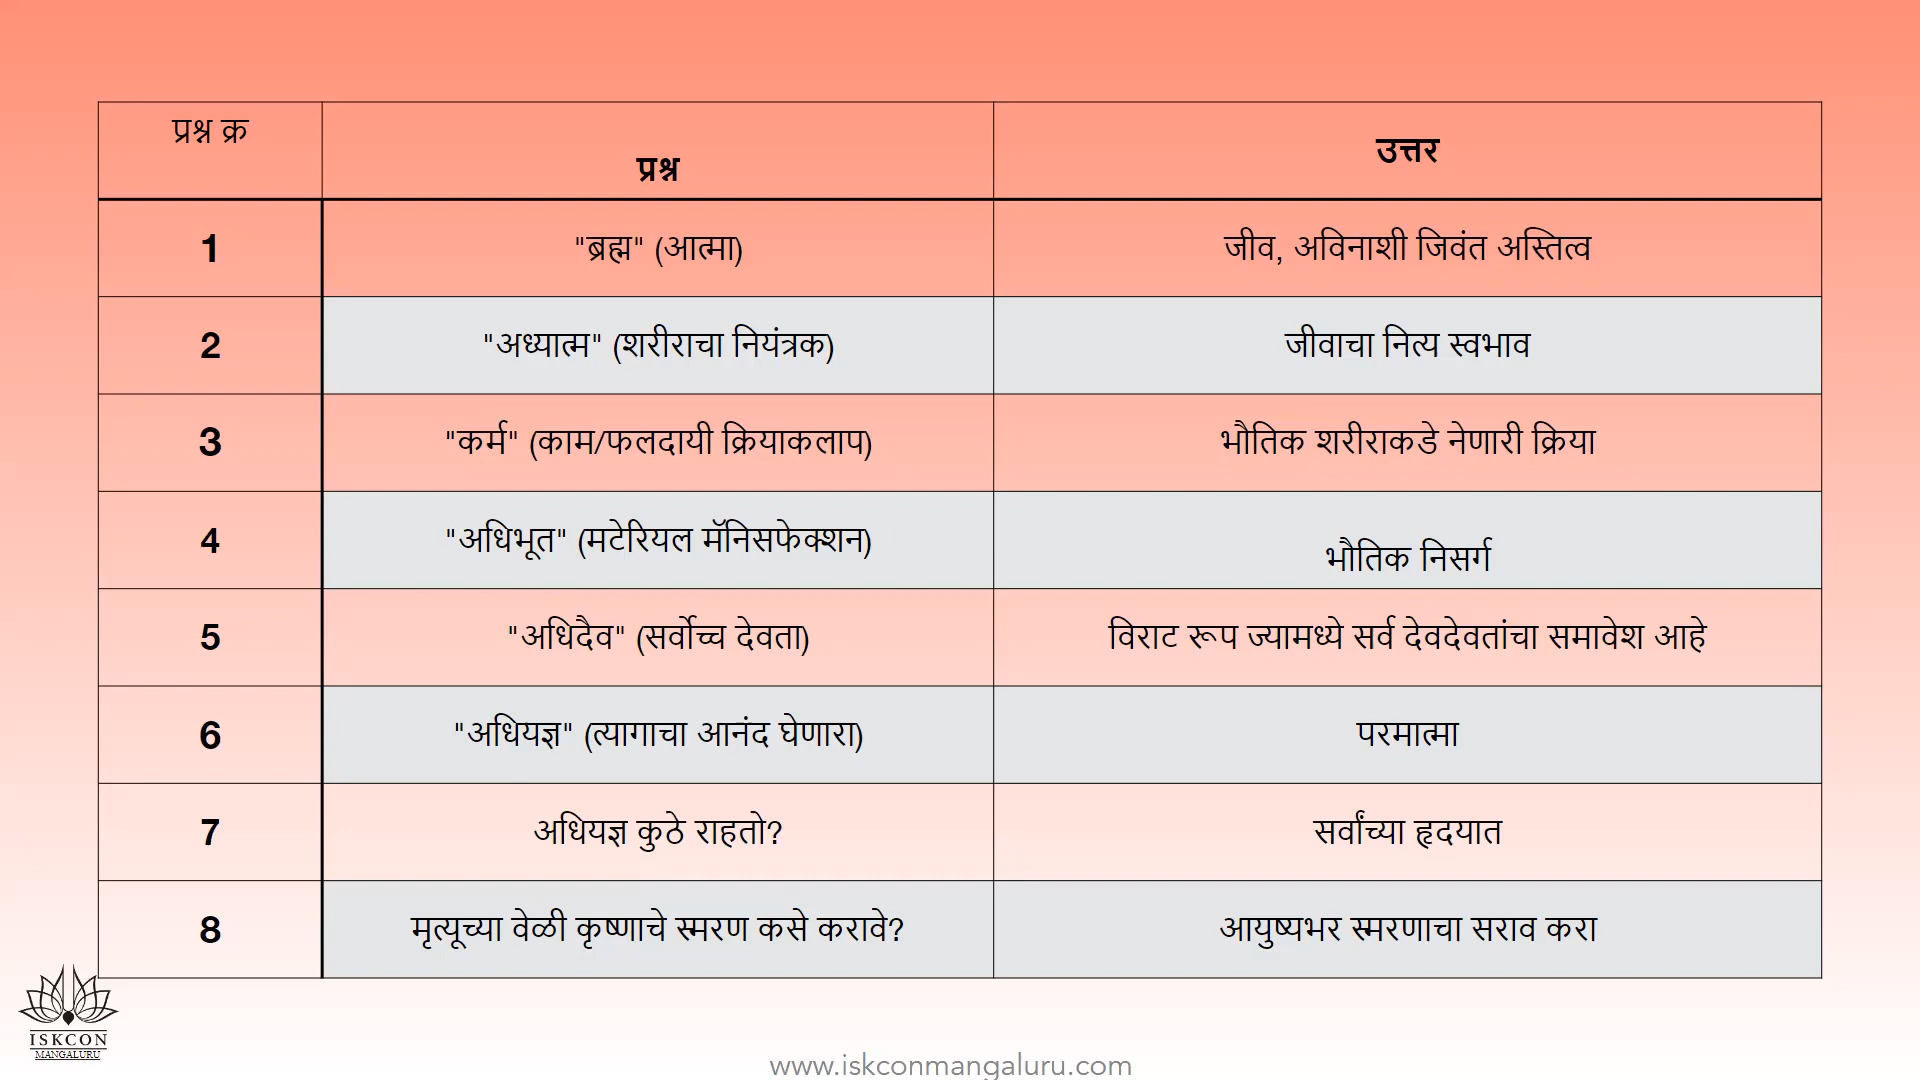 प्रश्न क्र
प्रश्न
उत्तर
1
"ब्रह्म" (आत्मा)
जीव, अविनाशी जिवंत अस्तित्व
2
"अध्यात्म" (शरीराचा नियंत्रक)
जीवाचा नित्य स्वभाव
3
"कर्म" (काम/फलदायी क्रियाकलाप)
भौतिक शरीराकडे नेणारी क्रिया
4
"अधिभूत" (मटेरियल मॅनिसफेक्शन)
भौतिक निसर्ग
5
"अधिदैव" (सर्वोच्च देवता)
विराट रूप ज्यामध्ये सर्व देवदेवतांचा समावेश आहे
6
"अधियज्ञ" (त्यागाचा आनंद घेणारा)
परमात्मा
7
अधियज्ञ कुठे राहतो?
सर्वांच्या हृदयात
8
मृत्यूच्या वेळी कृष्णाचे स्मरण कसे करावे?
आयुष्यभर स्मरणाचा सराव करा
ISKCON
MANGALURU
www.iskconmangaluru.com